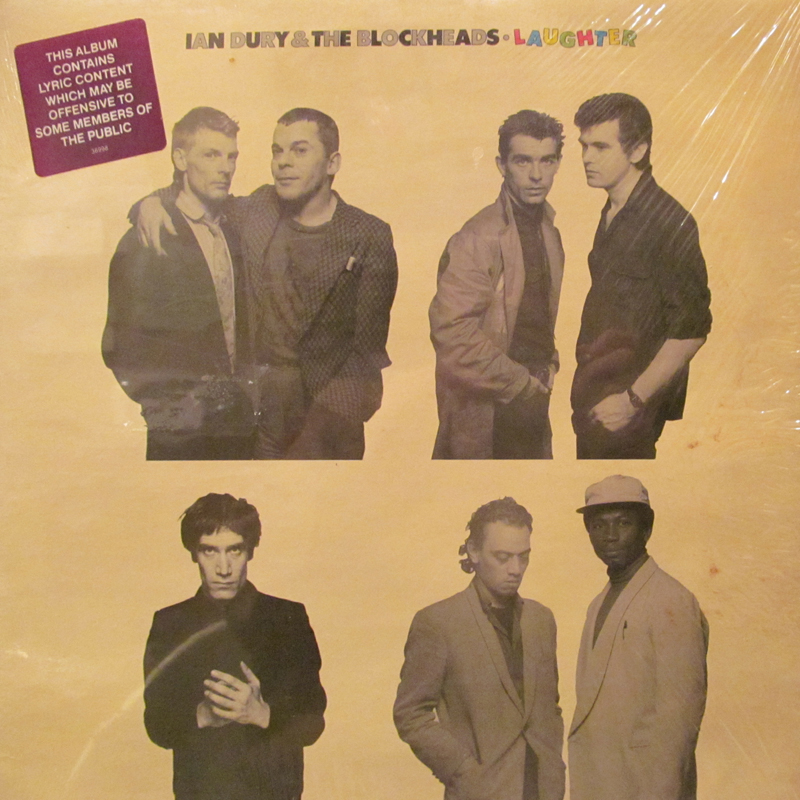 IAN DURY & THE BLOCKHEADS • LAUGHTER
THIS ALBUM
CONTAINS
LYRIC CONTENT
WHICH MAY BE
OFFENSIVE TO
SOME MEMBERS OF
THE PUBLIC